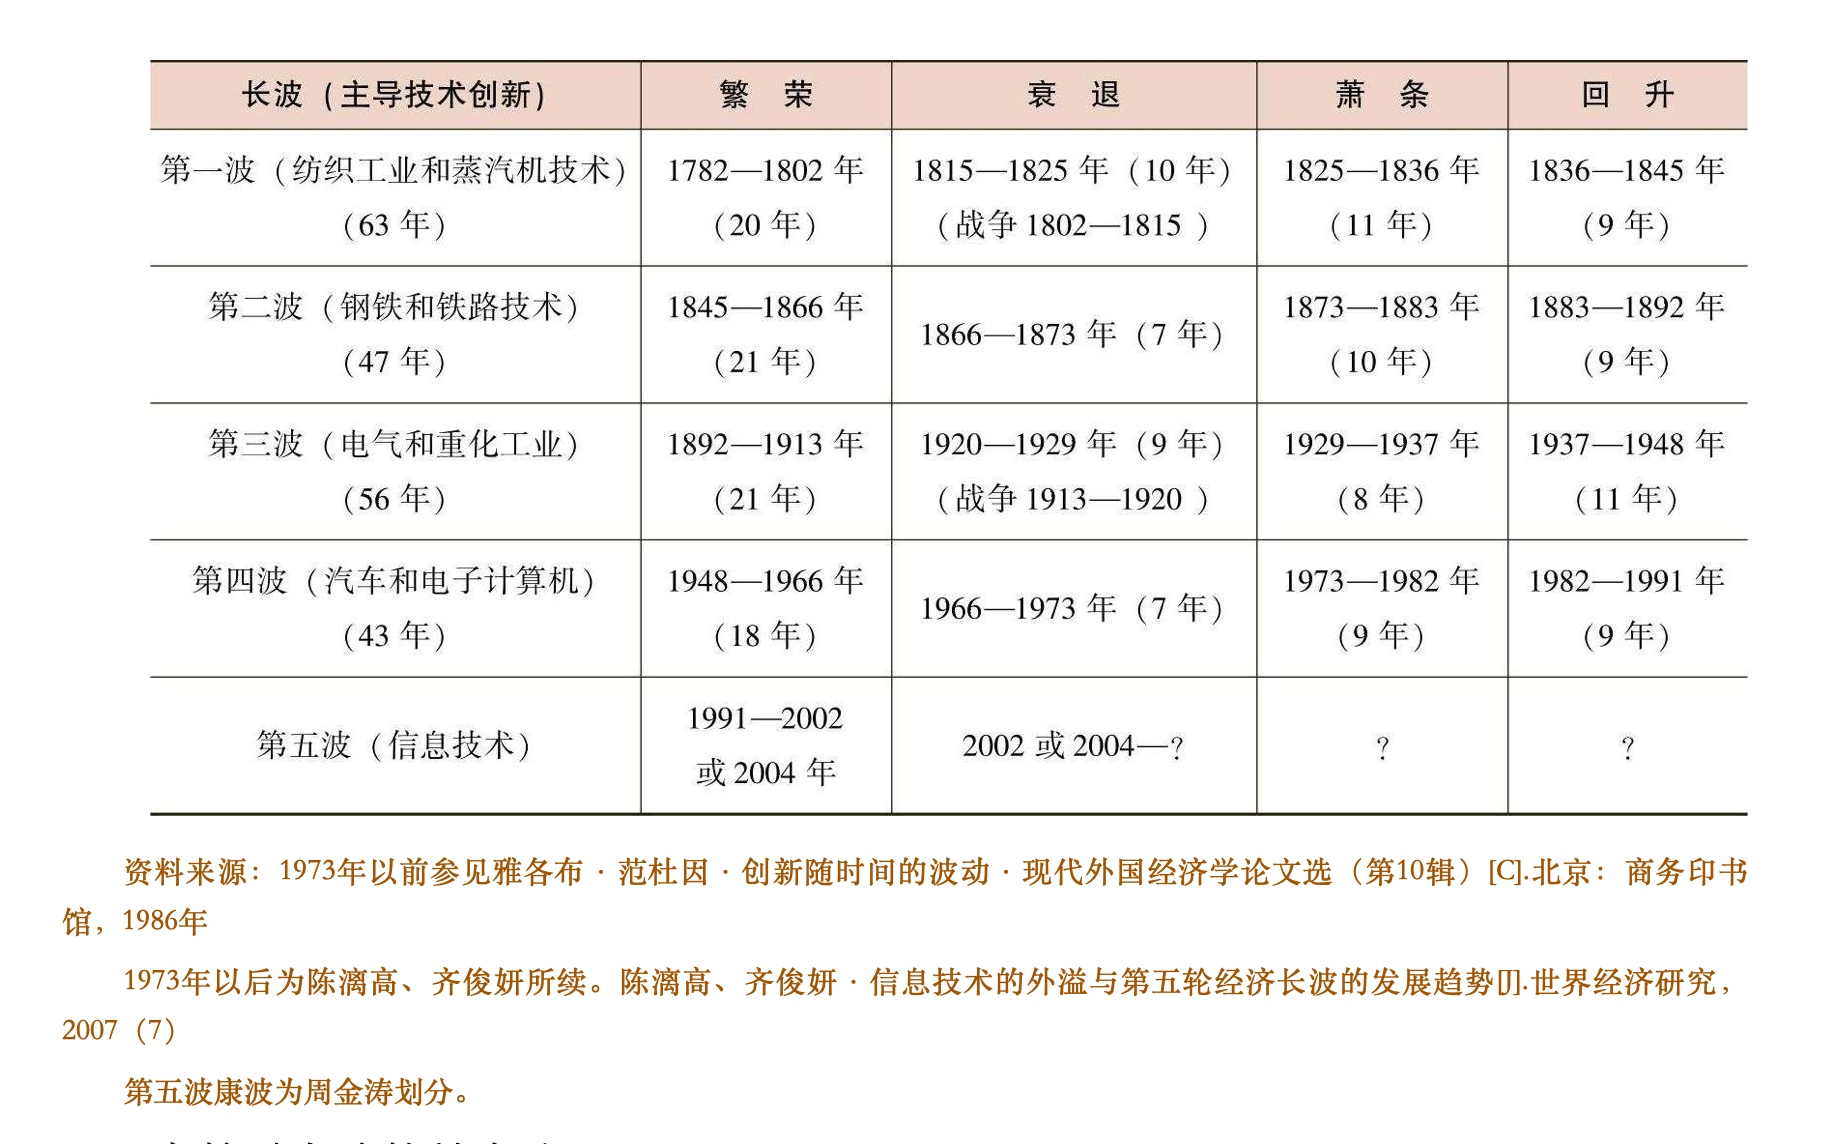 长波（主导技术创新） 繁 荣 衰 退 萧 条 回 升
第一波（纺织工业和蒸汽机技术） 1782—1802 年 1815—1825 年（10 年） 1825—1836 年 1836—1845 年
（63 年） （20 年） （战争 1802—1815 ） （11 年） （9 年）
第二波（钢铁和铁路技术） 1845—1866 年 1866—1873 年（7 年） 1873—1883 年 1883—1892 年
（47 年） （21 年） （10 年） （9 年）
第三波（电气和重化工业） 1892—1913 年 1920—1929 年（9 年） 1929—1937 年 1937—1948 年
（56 年） （21 年） （战争 1913—1920 ） （8 年） （11 年）
第四波（汽车和电子计算机） 1948—1966 年 1966—1973 年（7 年） 1973—1982 年 1982—1991 年
（43 年） （18 年） （9 年） （9 年）
第五波（信息技术） 1991—2002 2002 或 2004—? ? ?
或 2004 年
资料来源：1973年以前参见雅各布·范杜因·创新随时间的波动·现代外国经济学论文选（第10辑）[C].北京：商务印书
馆，1986年
1973年以后为陈漓高、齐俊妍所续。陈漓高、齐俊妍·信息技术的外溢与第五轮经济长波的发展趋势[J].世界经济研究，
2007（7）
第五波康波为周金涛划分。